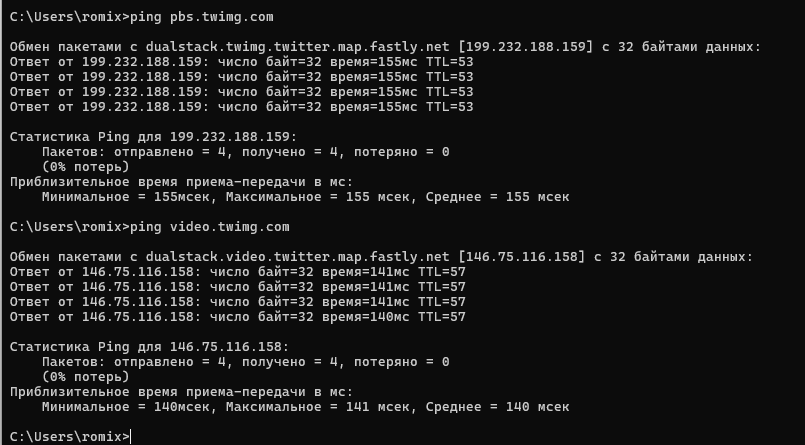 C:\Users\romix>ping pbs.twimg.com
Обмен пакетами с dualstack.twimg.twitter.map.fastly.net [199.232.188.159] с 32 байтами данных:
Ответ от 199.232.188.159: число байт=32 время=155мс TTL=53
Ответ от 199.232.188.159: число байт=32 время=155мс TTL=53
Ответ от 199.232.188.159: число байт=32 время=155мс TTL=53
Ответ от 199.232.188.159: число байт=32 время=155мс TTL=53
Статистика Ping для 199.232.188.159:
    Пакетов: отправлено = 4, получено = 4, потеряно = 0
    (0% потерь)
Приблизительное время приема-передачи в мс:
    Минимальное = 155мсек, Максимальное = 155 мсек, Среднее = 155 мсек
C:\Users\romix>ping video.twimg.com
Обмен пакетами с dualstack.video.twitter.map.fastly.net [146.75.116.158] с 32 байтами данных:
Ответ от 146.75.116.158: число байт=32 время=141мс TTL=57
Ответ от 146.75.116.158: число байт=32 время=141мс TTL=57
Ответ от 146.75.116.158: число байт=32 время=141мс TTL=57
Ответ от 146.75.116.158: число байт=32 время=140мс TTL=57
Статистика Ping для 146.75.116.158:
    Пакетов: отправлено = 4, получено = 4, потеряно = 0
    (0% потерь)
Приблизительное время приема-передачи в мс:
    Минимальное = 140мсек, Максимальное = 141 мсек, Среднее = 140 мсек
C:\Users\romix>